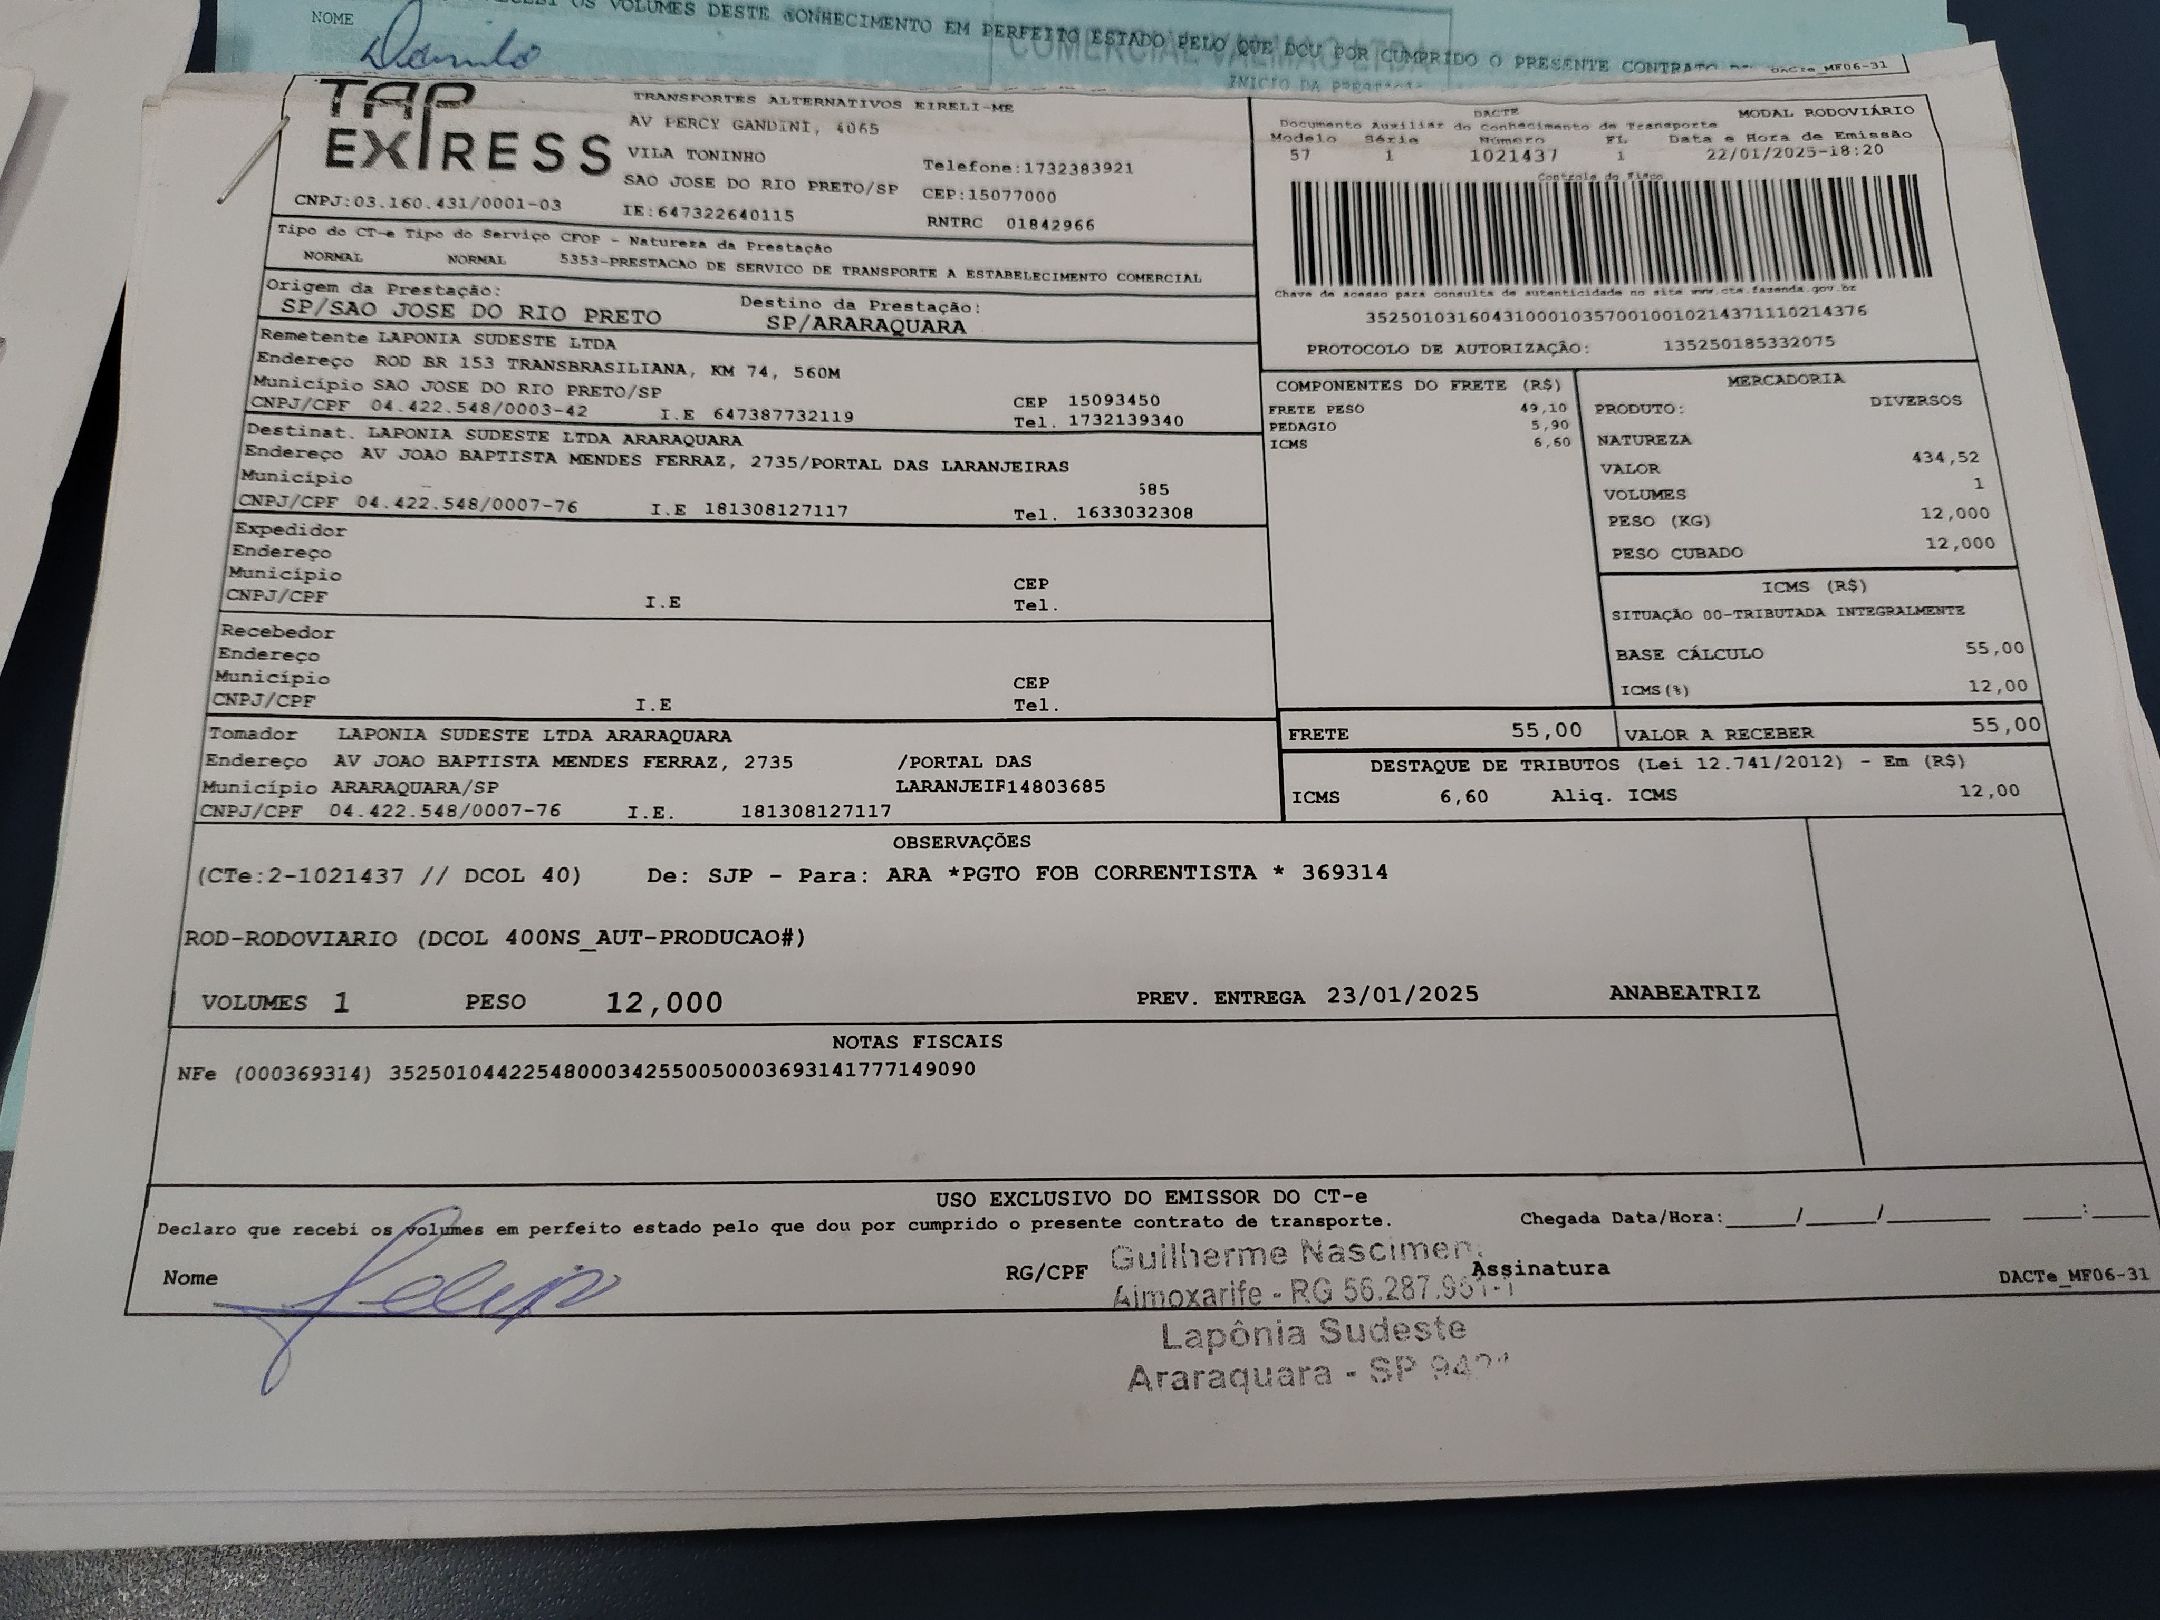 OS VOLUMES DESTE CONHECIMENTO EM PERFEITO ESTADO PELO QUE DOU POR CUMPRIDO O PRESENTE CONTRATO
NOME Danilo
DACTe_MF06-31
TAP EXPRESS
TRANSPORTES ALTERNATIVOS EIRELI-ME
AV PERCY GANDINI, 4065
VILA TONINHO Telefone:1732383921
SAO JOSE DO RIO PRETO/SP CEP:15077000
CNPJ:03.160.431/0001-03 IE:647322640115 RNTRC 01842966
DACTE MODAL RODOVIÁRIO
Documento Auxiliar do Conhecimento de Transporte
Modelo Série Número FL Data e Hora de Emissão
57 1 1021437 1 22/01/2025-18:20
Controle do Fisco
Chave de acesso para consulta de autenticidade no site www.cte.fazenda.gov.br
35250103160431000103570010010214371110214376
PROTOCOLO DE AUTORIZAÇÃO: 135250185332075
Tipo do CT-e Tipo do Serviço CFOP - Natureza da Prestação
NORMAL NORMAL 5353-PRESTACAO DE SERVICO DE TRANSPORTE A ESTABELECIMENTO COMERCIAL
Origem da Prestação: Destino da Prestação:
SP/SAO JOSE DO RIO PRETO SP/ARARAQUARA
Remetente LAPONIA SUDESTE LTDA
Endereço ROD BR 153 TRANSBRASILIANA, KM 74, 560M
Município SAO JOSE DO RIO PRETO/SP CEP 15093450
CNPJ/CPF 04.422.548/0003-42 I.E 647387732119 Tel. 1732139340
Destinat. LAPONIA SUDESTE LTDA ARARAQUARA
Endereço AV JOAO BAPTISTA MENDES FERRAZ, 2735/PORTAL DAS LARANJEIRAS
Município 585
CNPJ/CPF 04.422.548/0007-76 I.E 181308127117 Tel. 1633032308
Expedidor
Endereço
Município CEP
CNPJ/CPF I.E Tel.
Recebedor
Endereço
Município CEP
CNPJ/CPF I.E Tel.
Tomador LAPONIA SUDESTE LTDA ARARAQUARA
Endereço AV JOAO BAPTISTA MENDES FERRAZ, 2735 /PORTAL DAS
Município ARARAQUARA/SP LARANJEIR14803685
CNPJ/CPF 04.422.548/0007-76 I.E. 181308127117
COMPONENTES DO FRETE (R$)
FRETE PESO 49,10
PEDAGIO 5,90
ICMS 6,60
MERCADORIA
PRODUTO: DIVERSOS
NATUREZA
VALOR 434,52
VOLUMES 1
PESO (KG) 12,000
PESO CUBADO 12,000
ICMS (R$)
SITUAÇÃO 00-TRIBUTADA INTEGRALMENTE
BASE CÁLCULO 55,00
ICMS(%) 12,00
FRETE 55,00 VALOR A RECEBER 55,00
DESTAQUE DE TRIBUTOS (Lei 12.741/2012) - Em (R$)
ICMS 6,60 Aliq. ICMS 12,00
OBSERVAÇÕES
(CTe:2-1021437 // DCOL 40) De: SJP - Para: ARA *PGTO FOB CORRENTISTA * 369314
ROD-RODOVIARIO (DCOL 400NS_AUT-PRODUCAO#)
VOLUMES 1 PESO 12,000 PREV. ENTREGA 23/01/2025 ANABEATRIZ
NOTAS FISCAIS
NFe (000369314) 35250104422548000342550050003693141777149090
USO EXCLUSIVO DO EMISSOR DO CT-e
Declaro que recebi os volumes em perfeito estado pelo que dou por cumprido o presente contrato de transporte. Chegada Data/Hora:_____/_____/________ ____:____
Nome RG/CPF Assinatura DACTe_MF06-31
Guilherme Nascimen
Almoxarife - RG 56.287.951-1
Lapônia Sudeste
Araraquara - SP